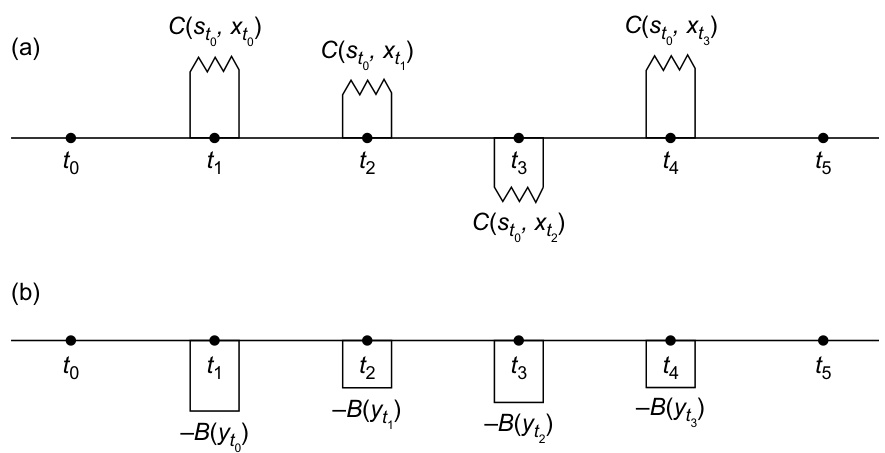 (a)
C(s_{t_0}, x_{t_0})
C(s_{t_0}, x_{t_1})
C(s_{t_0}, x_{t_3})
t_0 t_1 t_2 t_3 t_4 t_5
C(s_{t_0}, x_{t_2})
(b)
t_0 t_1 t_2 t_3 t_4 t_5
–B(y_{t_0}) –B(y_{t_1}) –B(y_{t_2}) –B(y_{t_3})